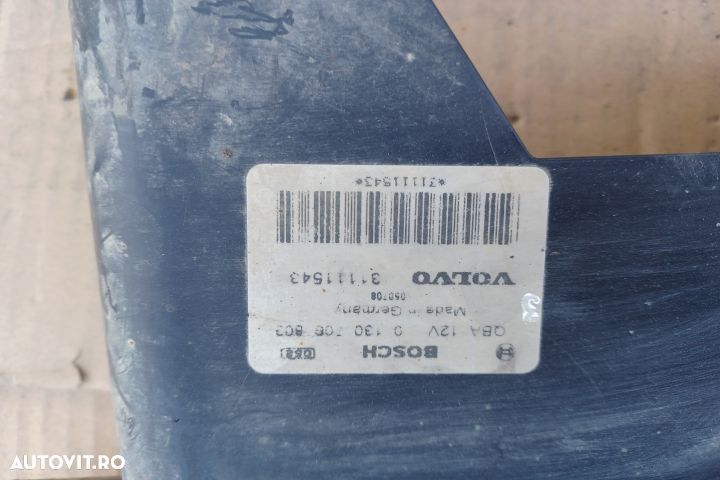 BOSCH
QBA 12V 0 130 706 803
Made in Germany
050708
VOLVO 31111543
*31111543*
AUTOVIT.RO